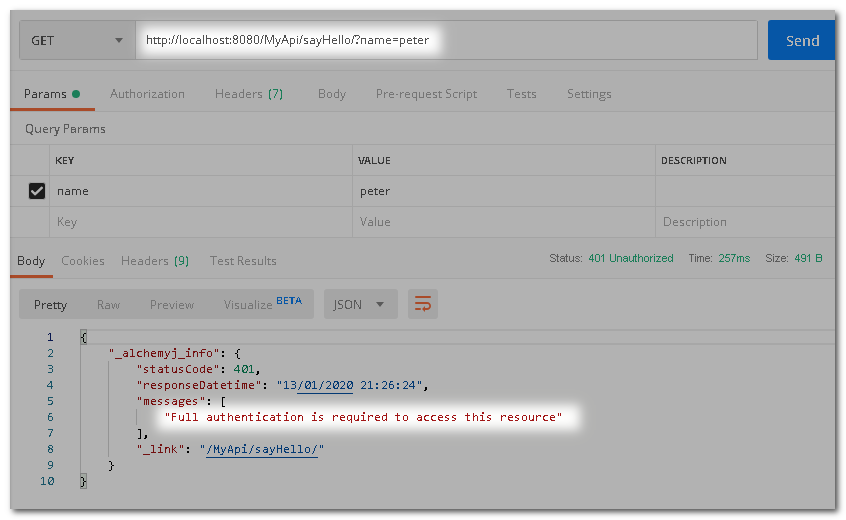 GET http://localhost:8080/MyApi/sayHello/?name=peter Send
Params Authorization Headers (7) Body Pre-request Script Tests Settings
Query Params
KEY VALUE DESCRIPTION
name peter
Key Value Description
Body Cookies Headers (9) Test Results Status: 401 Unauthorized Time: 257ms Size: 491 B
Pretty Raw Preview Visualize BETA JSON
1 {
2 "_alchemyj_info": {
3 "statusCode": 401,
4 "responseDatetime": "13/01/2020 21:26:24",
5 "messages": [
6 "Full authentication is required to access this resource"
7 ],
8 "_link": "/MyApi/sayHello/"
9 }
10 }